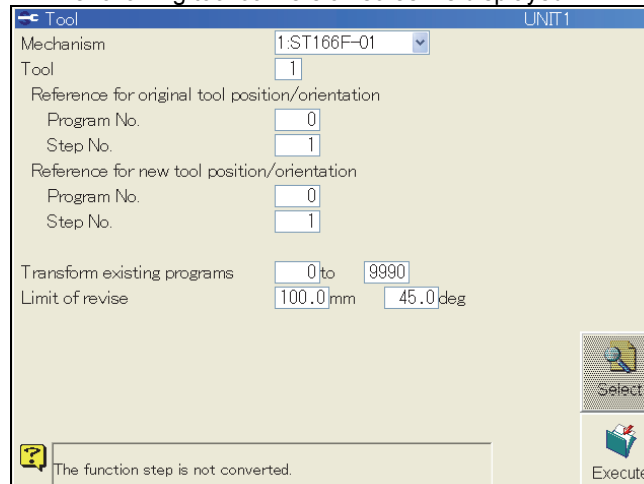 Tool UNIT1
Mechanism 1:ST166F-01
Tool 1
Reference for original tool position/orientation
Program No. 0
Step No. 1
Reference for new tool position/orientation
Program No. 0
Step No. 1
Transform existing programs 0 to 9990
Limit of revise 100.0 mm 45.0 deg
Select
The function step is not converted.
Execute